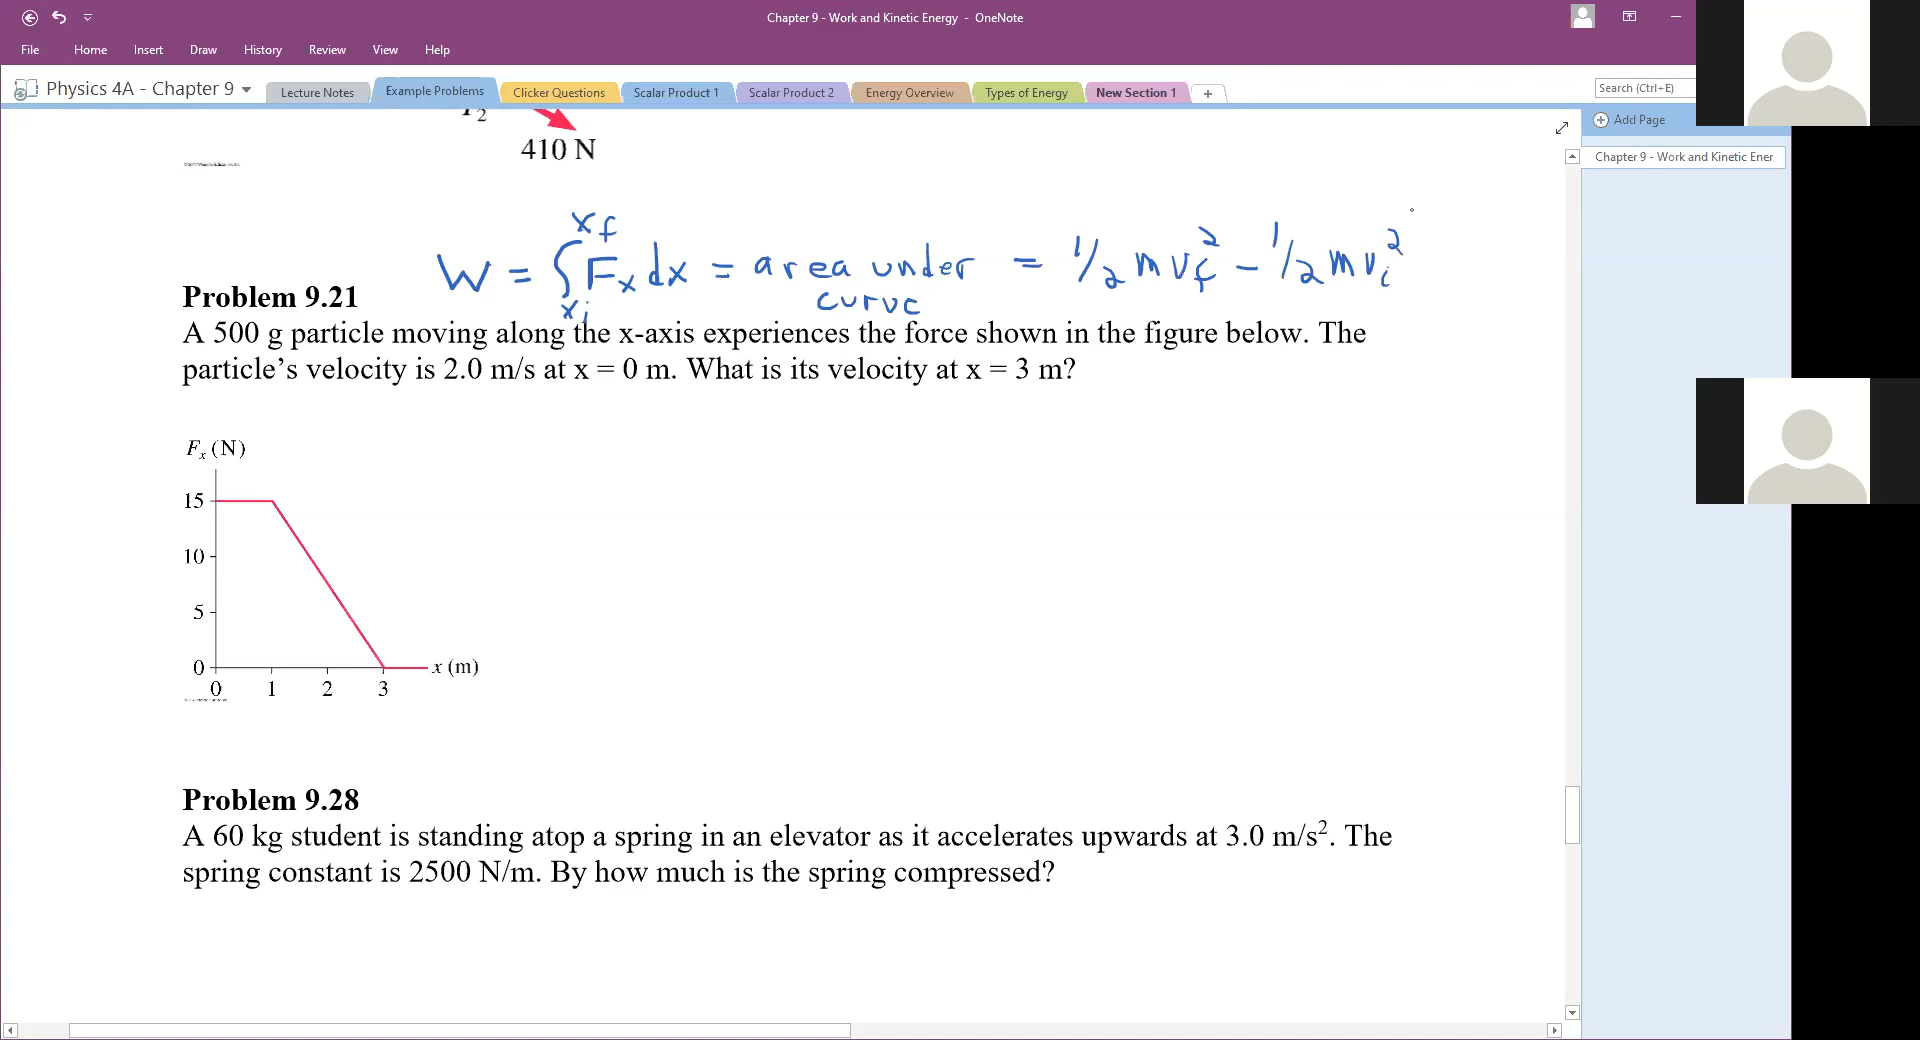 Chapter 9 - Work and Kinetic Energy - OneNote
File Home Insert Draw History Review View Help
Physics 4A - Chapter 9 Lecture Notes Example Problems Clicker Questions Scalar Product 1 Scalar Product 2 Energy Overview Types of Energy New Section 1 + Search (Ctrl+E)
Add Page
Chapter 9 - Work and Kinetic Ener
410 N
W = ∫ₓᵢˣᶠ Fₓ dx = area under curve = 1/2 m v_f² - 1/2 m v_i²
Problem 9.21
A 500 g particle moving along the x-axis experiences the force shown in the figure below. The
particle's velocity is 2.0 m/s at x = 0 m. What is its velocity at x = 3 m?
Fₓ (N)
15
10
5
0
x (m)
0 1 2 3
Problem 9.28
A 60 kg student is standing atop a spring in an elevator as it accelerates upwards at 3.0 m/s². The
spring constant is 2500 N/m. By how much is the spring compressed?